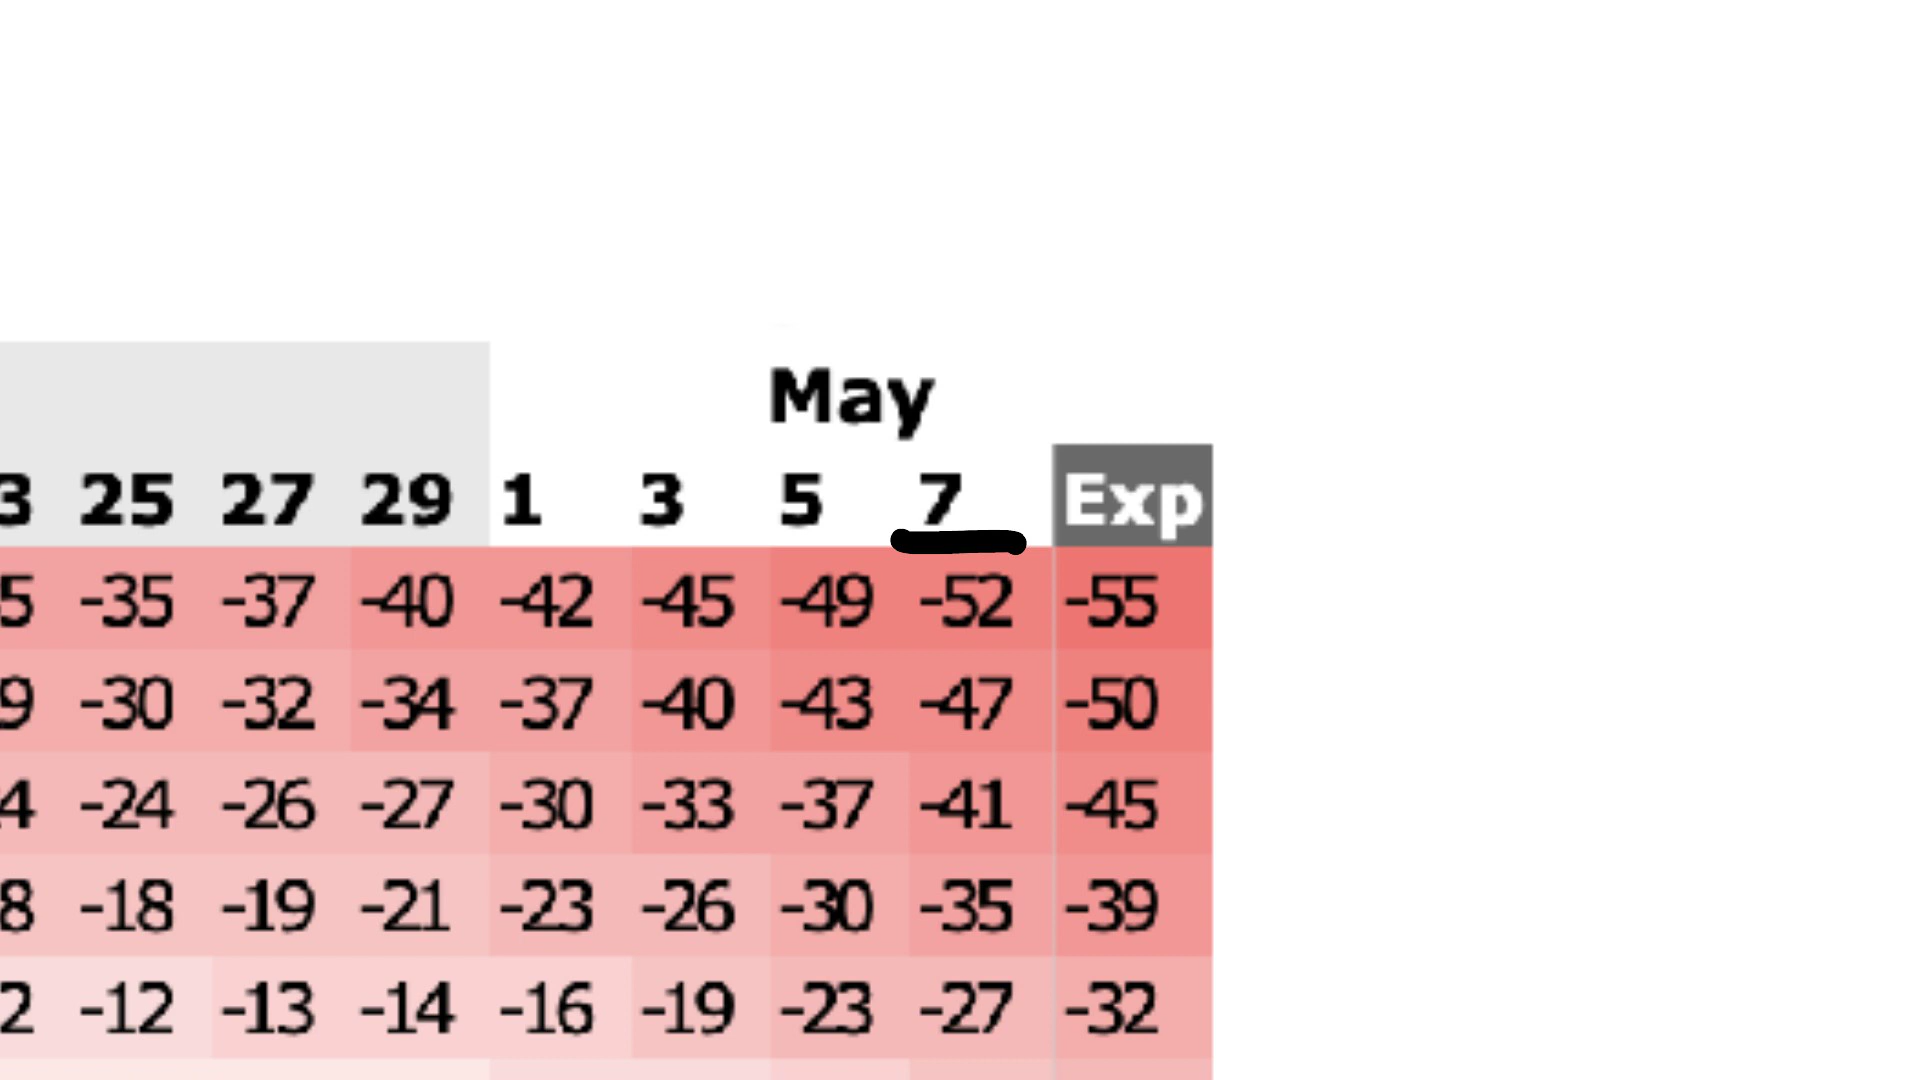 May
3 25 27 29 1 3 5 7 Exp
5 -35 -37 -40 -42 -45 -49 -52 -55
9 -30 -32 -34 -37 -40 -43 -47 -50
4 -24 -26 -27 -30 -33 -37 -41 -45
8 -18 -19 -21 -23 -26 -30 -35 -39
2 -12 -13 -14 -16 -19 -23 -27 -32